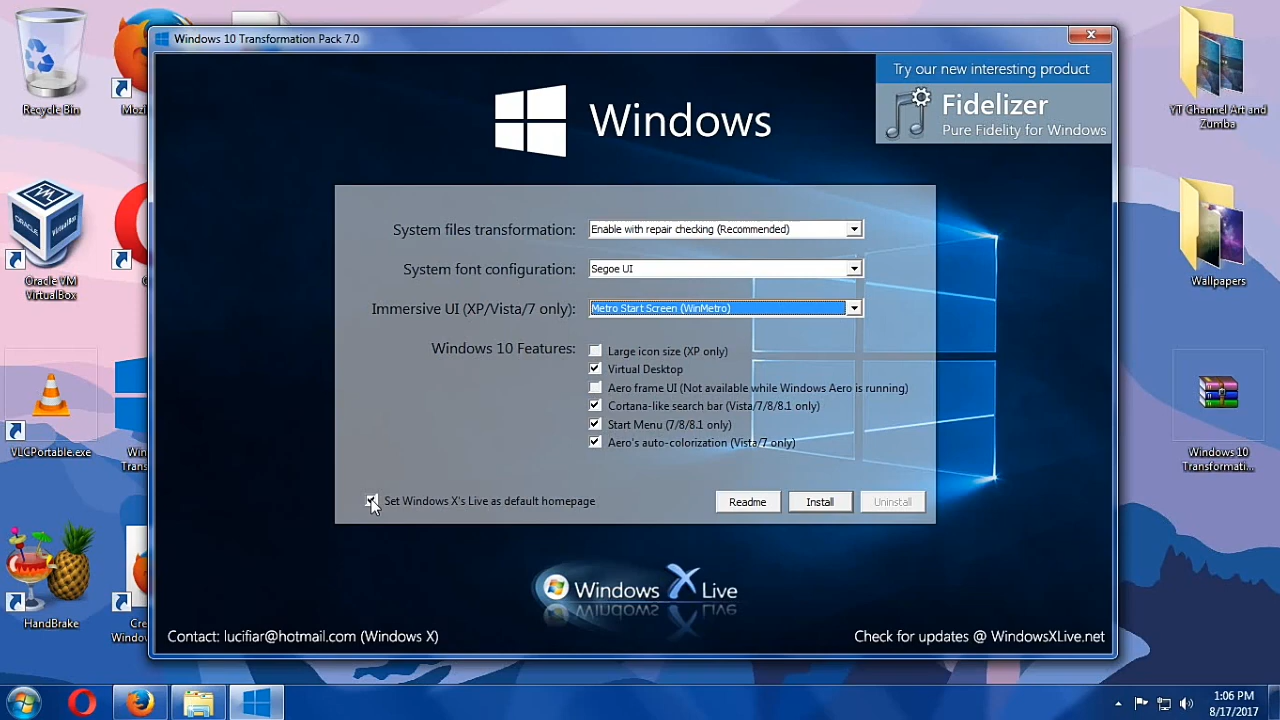 Windows 10 Transformation Pack 7.0
Try our new interesting product
Fidelizer
Pure Fidelity for Windows
Windows
System files transformation:
Enable with repair checking (Recommended)
System font configuration:
Segoe UI
Immersive UI (XP/Vista/7 only):
Metro Start Screen (WinMetro)
Windows 10 Features:
Large icon size (XP only)
Virtual Desktop
Aero frame UI (Not available while Windows Aero is running)
Cortana-like search bar (Vista/7/8/8.1 only)
Start Menu (7/8/8.1 only)
Aero's auto-colorization (Vista/7 only)
Set Windows X's Live as default homepage
Readme
Install
Uninstall
Windows X Live
Contact: lucifiar@hotmail.com (Windows X)
Check for updates @ WindowsXLive.net
Recycle Bin
Mozi
Oracle VM
VirtualBox
VLCPortable.exe
Win
Trans
HandBrake
Cre
Windov
YT Channel Art and
Zumba
Wallpapers
Windows 10
Transformati...
1:06 PM
8/17/2017